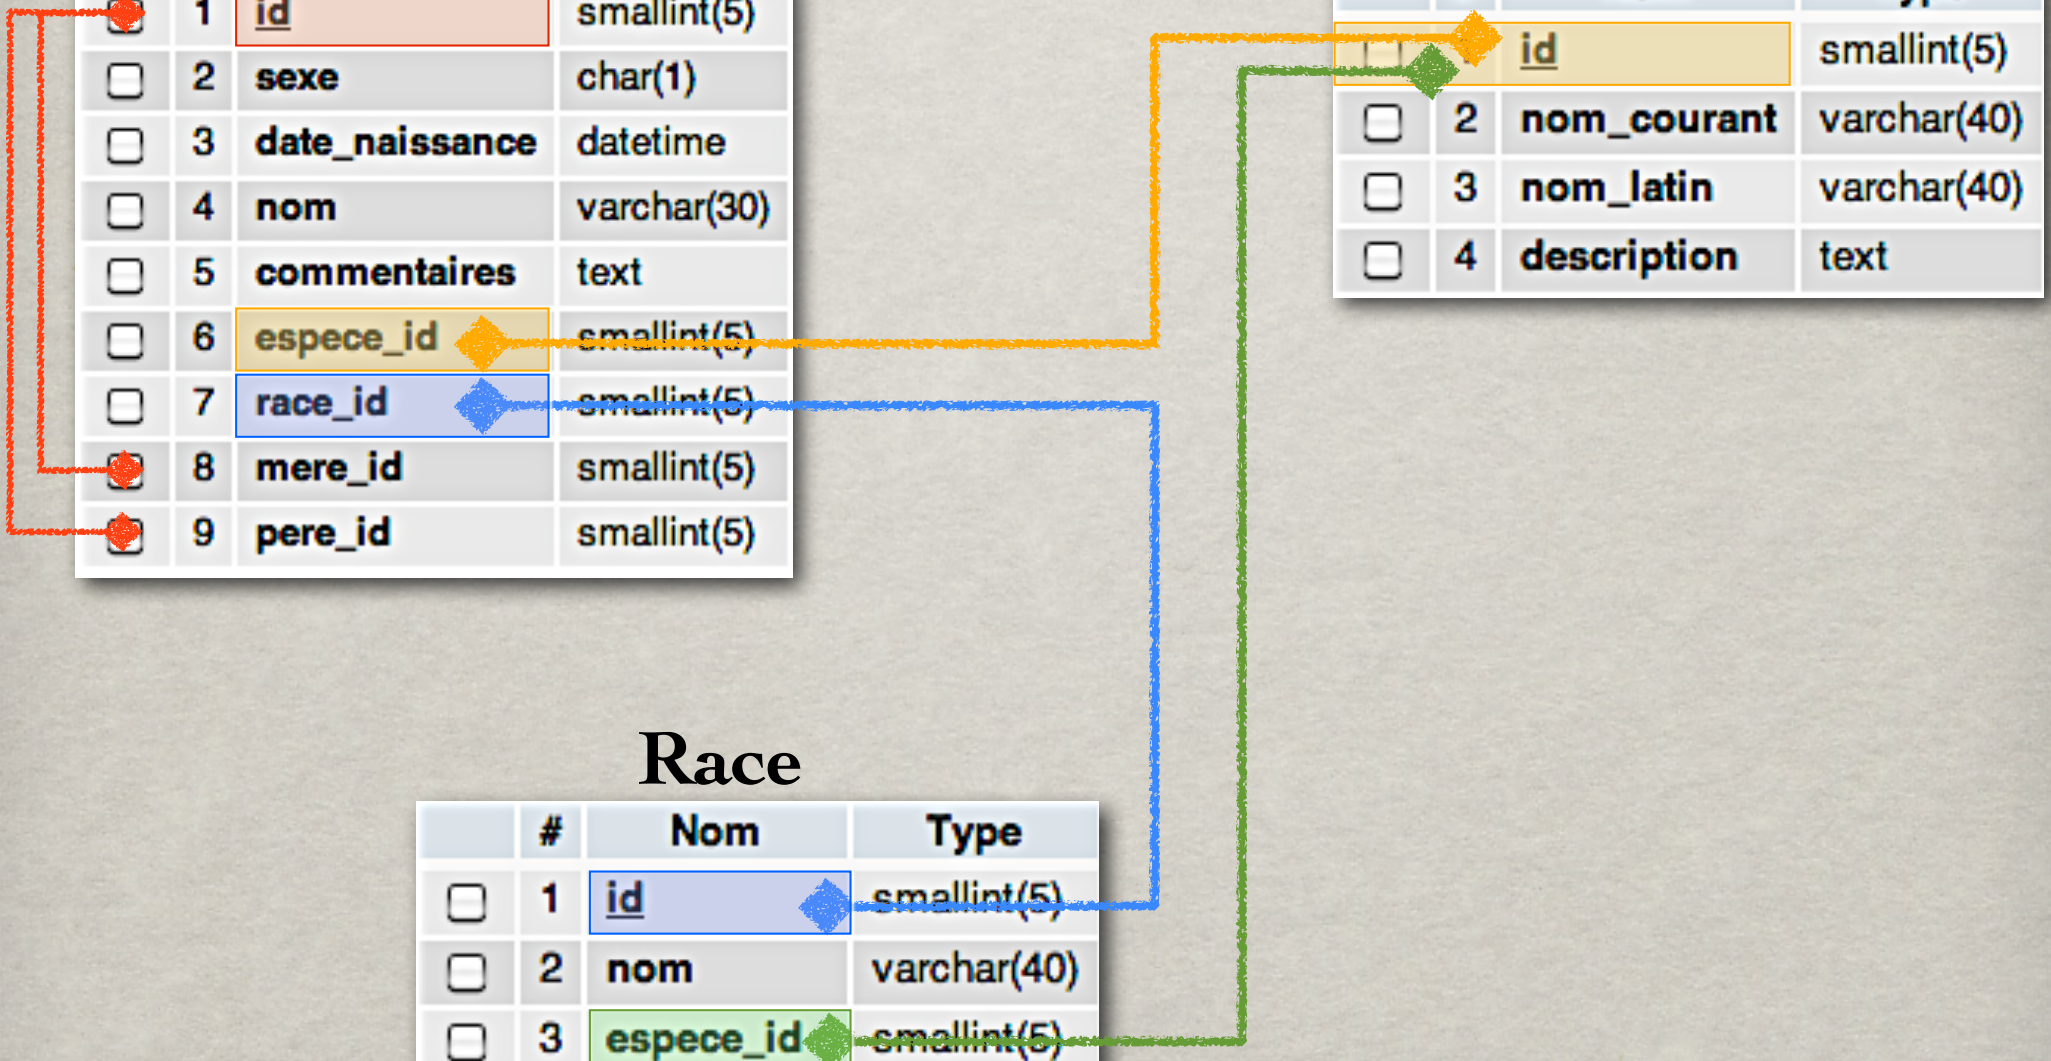 1 id smallint(5)
2 sexe char(1)
3 date_naissance datetime
4 nom varchar(30)
5 commentaires text
6 espece_id smallint(5)
7 race_id smallint(5)
8 mere_id smallint(5)
9 pere_id smallint(5)
id smallint(5)
2 nom_courant varchar(40)
3 nom_latin varchar(40)
4 description text
Race
# Nom Type
1 id smallint(5)
2 nom varchar(40)
3 espece_id smallint(5)